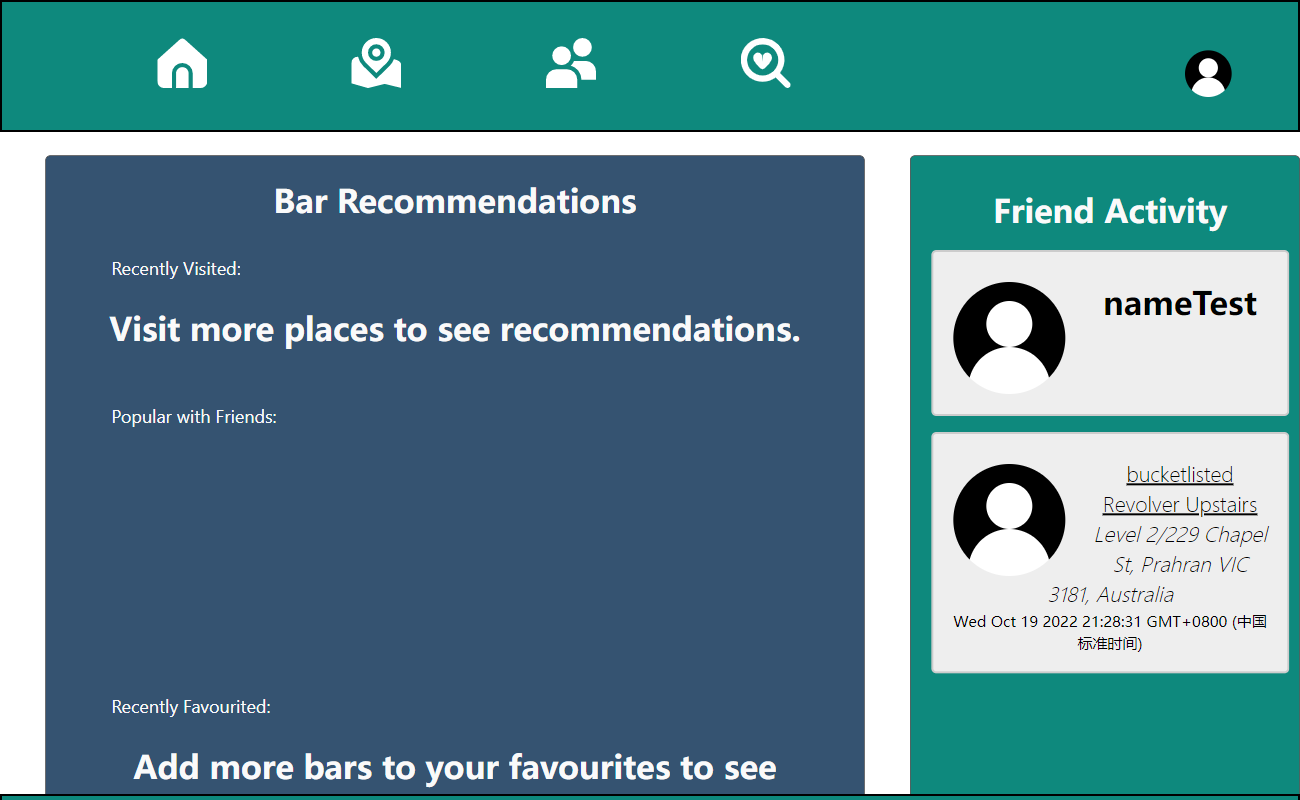 Bar Recommendations
Recently Visited:
Visit more places to see recommendations.
Popular with Friends:
Recently Favourited:
Add more bars to your favourites to see
Friend Activity
nameTest
bucketlisted
Revolver Upstairs
Level 2/229 Chapel
St, Prahran VIC
3181, Australia
Wed Oct 19 2022 21:28:31 GMT+0800 (中国
标准时间)